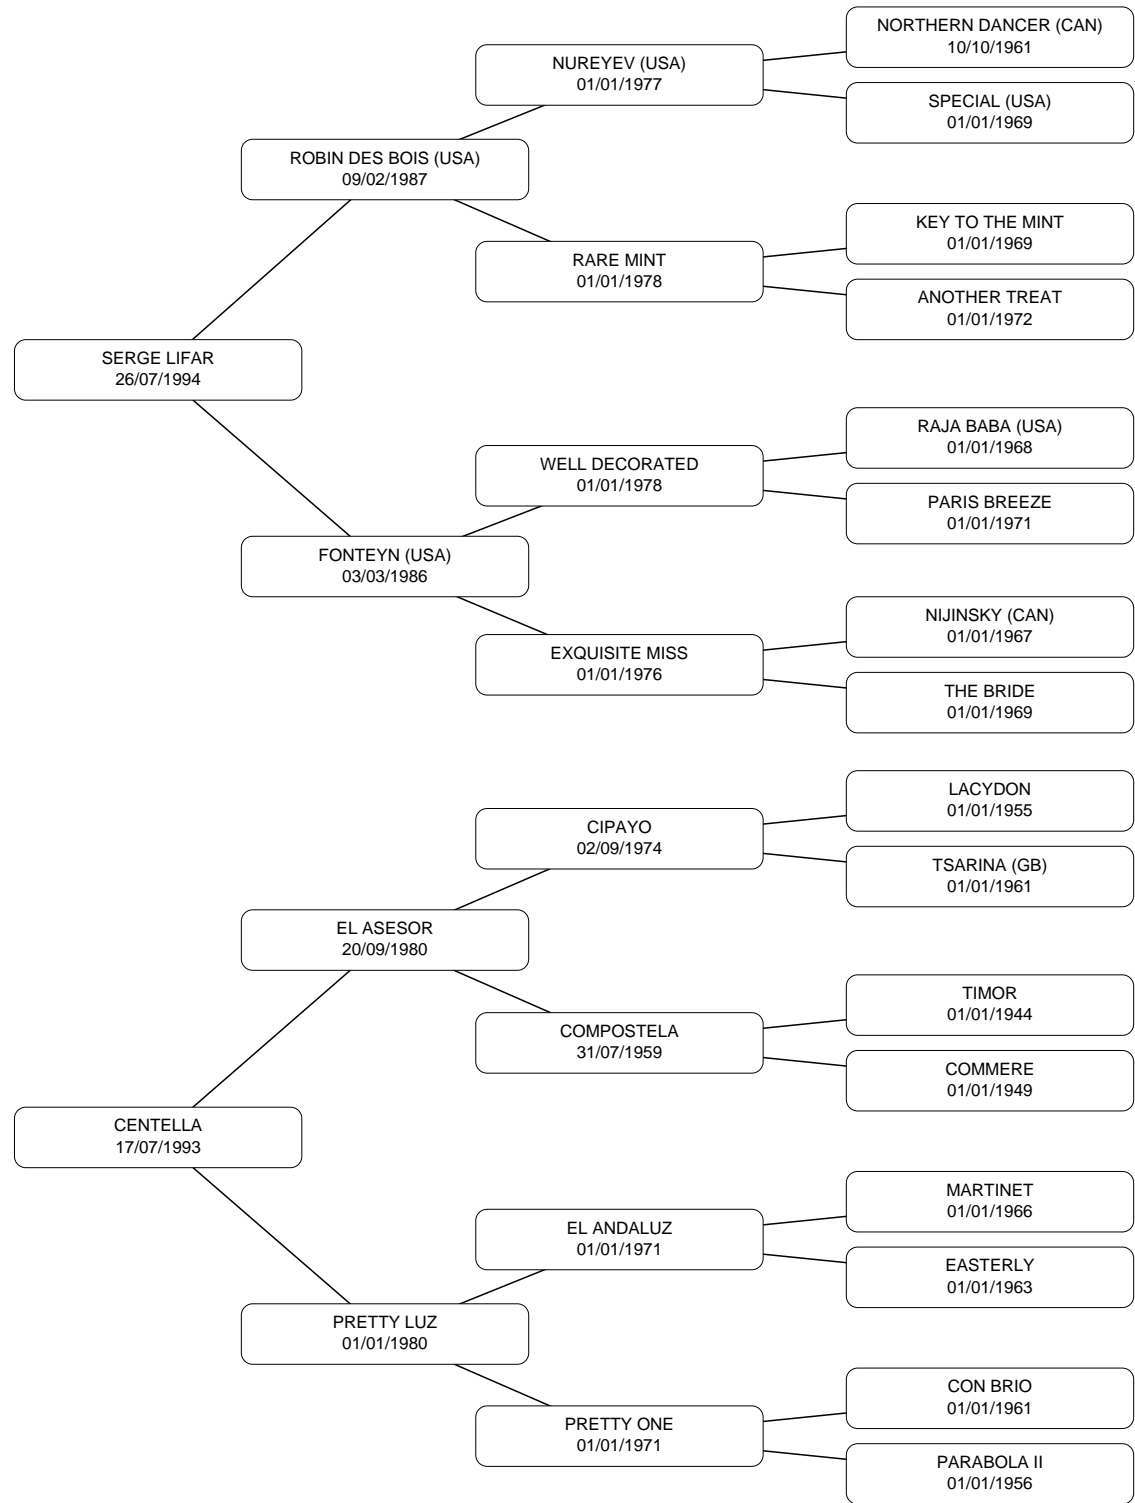 NORTHERN DANCER (CAN)
10/10/1961
NUREYEV (USA)
01/01/1977
SPECIAL (USA)
01/01/1969
ROBIN DES BOIS (USA)
09/02/1987
KEY TO THE MINT
01/01/1969
RARE MINT
01/01/1978
ANOTHER TREAT
01/01/1972
SERGE LIFAR
26/07/1994
RAJA BABA (USA)
01/01/1968
WELL DECORATED
01/01/1978
PARIS BREEZE
01/01/1971
FONTEYN (USA)
03/03/1986
NIJINSKY (CAN)
01/01/1967
EXQUISITE MISS
01/01/1976
THE BRIDE
01/01/1969
LACYDON
01/01/1955
CIPAYO
02/09/1974
TSARINA (GB)
01/01/1961
EL ASESOR
20/09/1980
TIMOR
01/01/1944
COMPOSTELA
31/07/1959
COMMERE
01/01/1949
CENTELLA
17/07/1993
MARTINET
01/01/1966
EL ANDALUZ
01/01/1971
EASTERLY
01/01/1963
PRETTY LUZ
01/01/1980
CON BRIO
01/01/1961
PRETTY ONE
01/01/1971
PARABOLA II
01/01/1956